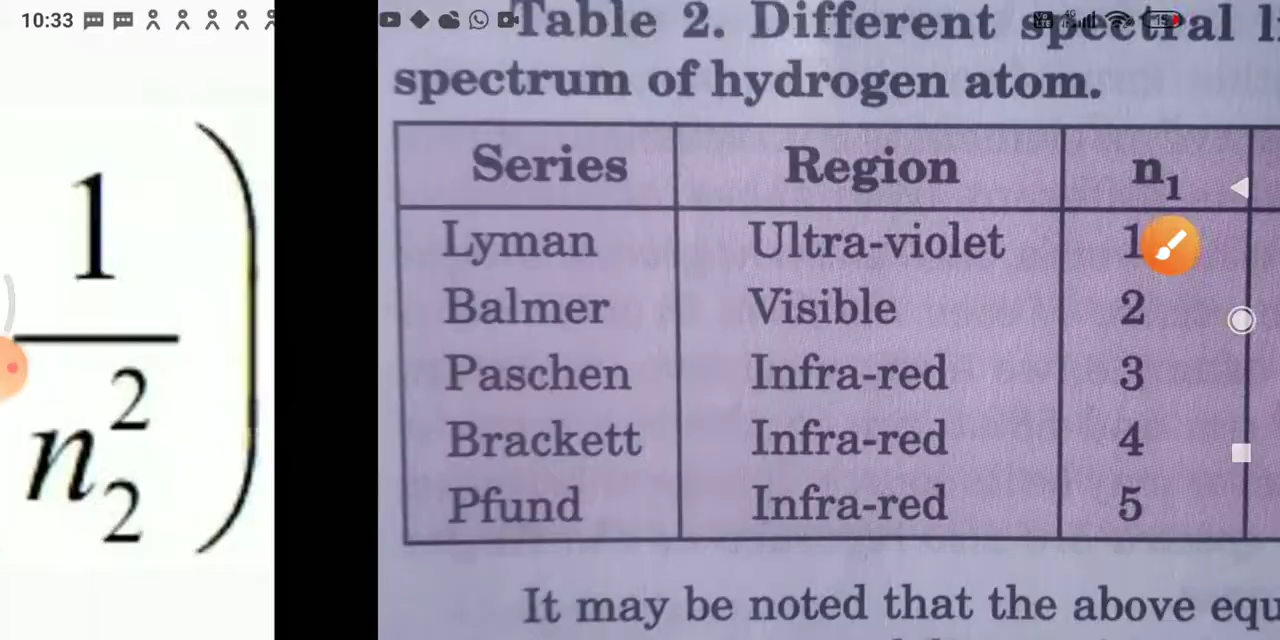 10:33
1
n₂²
)
Table 2. Different spectral l
spectrum of hydrogen atom.
Series Region n₁
Lyman Ultra-violet 1
Balmer Visible 2
Paschen Infra-red 3
Brackett Infra-red 4
Pfund Infra-red 5
It may be noted that the above equ